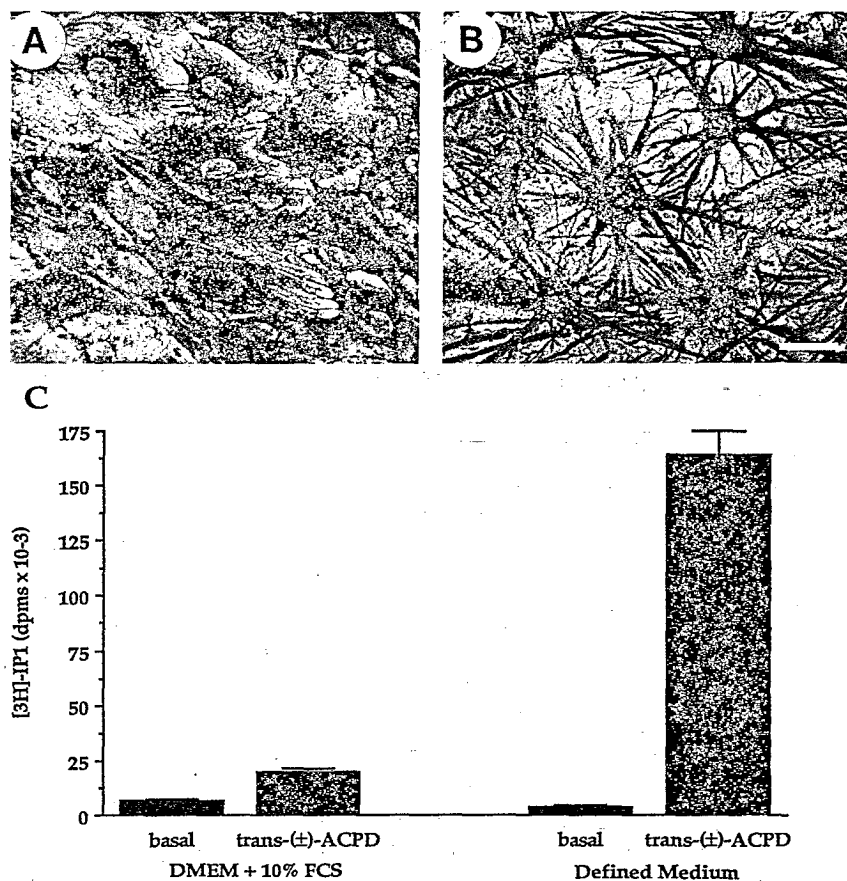 A
B
C
[3H]-IP1 (dpms x 10-3)
175
150
125
100
75
50
25
0
basal
trans-(±)-ACPD
basal
trans-(±)-ACPD
DMEM + 10% FCS
Defined Medium